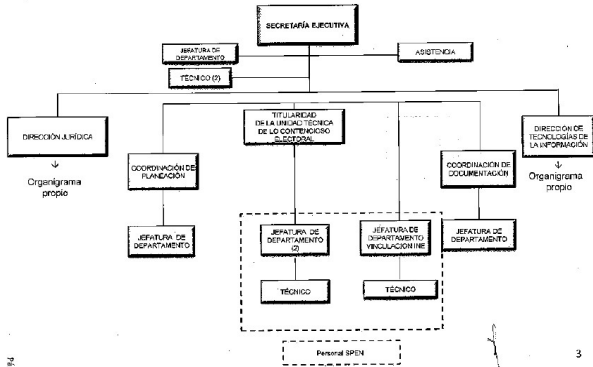 SECRETARÍA EJECUTIVA
JEFATURA DE
DEPARTAMENTO
ASISTENCIA
TÉCNICO (2)
DIRECCIÓN JURÍDICA
Organigrama
propio
TITULARIDAD
DE LA UNIDAD TÉCNICA
DE LO CONTENCIOSO
ELECTORAL
DIRECCIÓN DE
TECNOLOGÍAS DE
LA INFORMACIÓN
Organigrama
propio
COORDINACIÓN DE
PLANEACIÓN
COORDINACIÓN DE
DOCUMENTACIÓN
JEFATURA DE
DEPARTAMENTO
JEFATURA DE
DEPARTAMENTO
(2)
JEFATURA DE
DEPARTAMENTO
VINCULACION INE
JEFATURA DE
DEPARTAMENTO
TÉCNICO
TÉCNICO
Personal SPEN
3